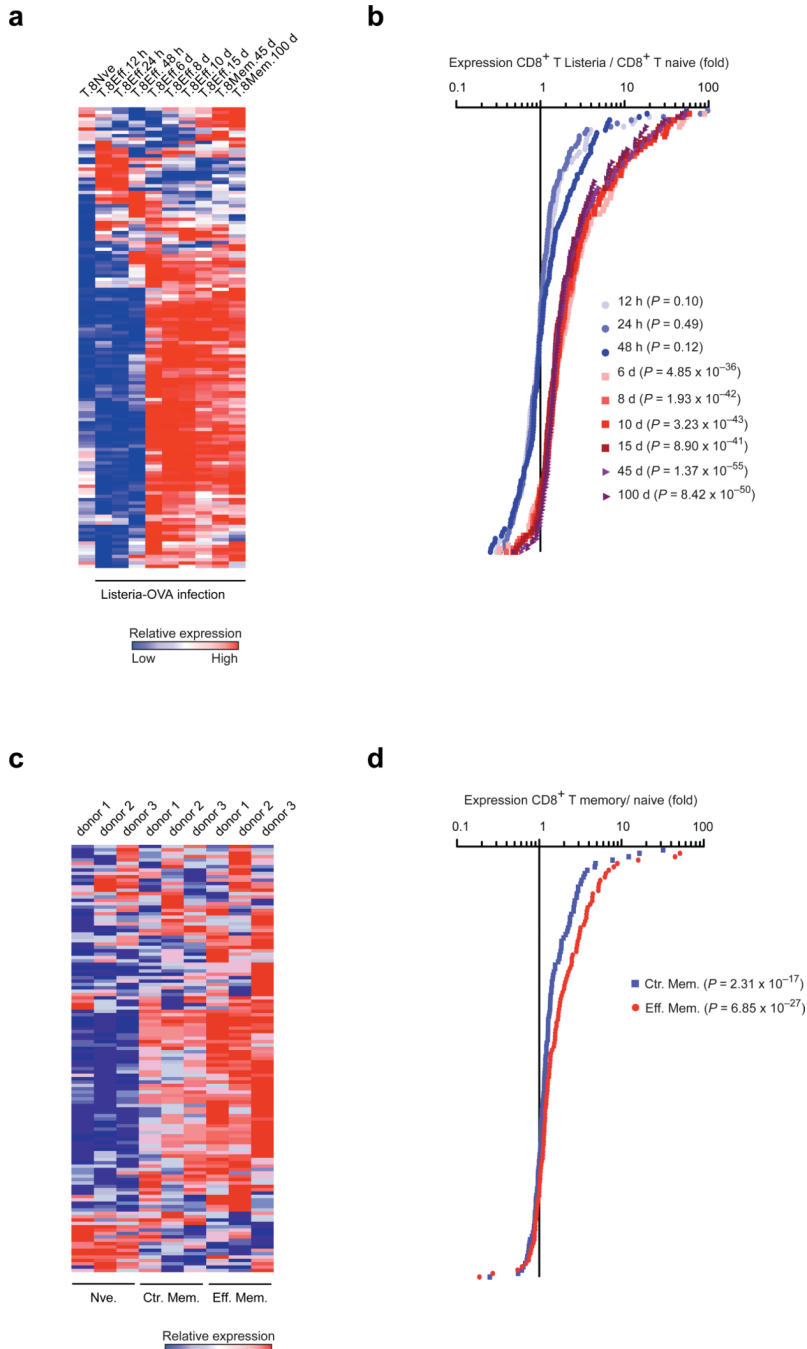 a
T.8Nve
T.8Eff.12 h
T.8Eff.24 h
T.8Eff. 48 h
T.8Eff.6 d
T.8Eff.8 d
T.8Eff.10 d
T.8Eff.15 d
T.8Mem.45 d
T.8Mem.100 d
Listeria-OVA infection
Relative expression
Low High
b
Expression CD8⁺ T Listeria / CD8⁺ T naive (fold)
0.1 1 10 100
12 h (P = 0.10)
24 h (P = 0.49)
48 h (P = 0.12)
6 d (P = 4.85 x 10⁻³⁶)
8 d (P = 1.93 x 10⁻⁴²)
10 d (P = 3.23 x 10⁻⁴³)
15 d (P = 8.90 x 10⁻⁴¹)
45 d (P = 1.37 x 10⁻⁵⁵)
100 d (P = 8.42 x 10⁻⁵⁰)
c
donor 1
donor 2
donor 3
donor 1
donor 2
donor 3
donor 1
donor 2
donor 3
Nve. Ctr. Mem. Eff. Mem.
Relative expression
d
Expression CD8⁺ T memory/ naive (fold)
0.1 1 10 100
Ctr. Mem. (P = 2.31 x 10⁻¹⁷)
Eff. Mem. (P = 6.85 x 10⁻²⁷)